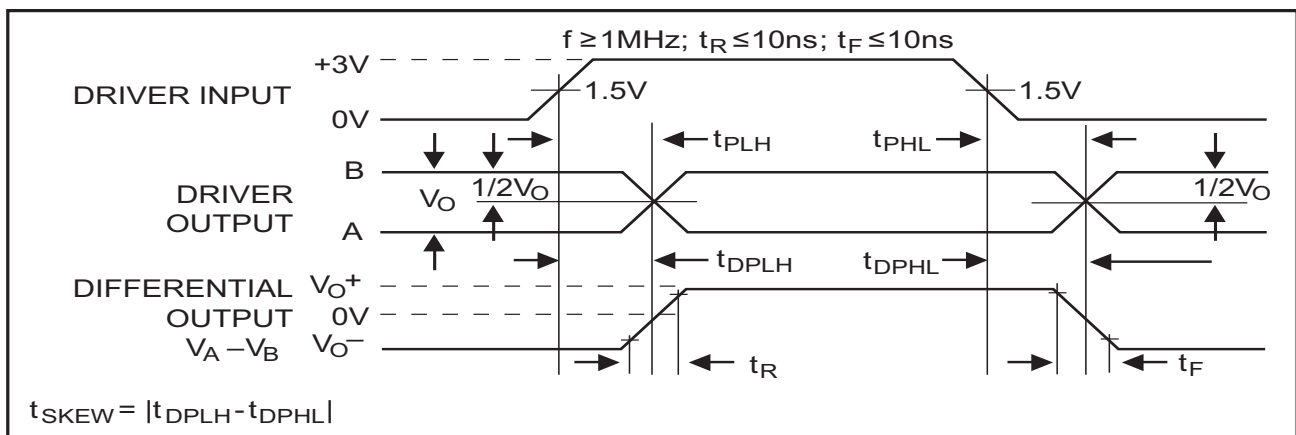 f ≥ 1MHz; tR ≤ 10ns; tF ≤ 10ns
+3V
DRIVER INPUT
1.5V
1.5V
0V
tPLH
tPHL
B
DRIVER
OUTPUT
VO
1/2VO
1/2VO
A
tDPLH
tDPHL
DIFFERENTIAL
OUTPUT
VA – VB
VO+
0V
VO–
tR
tF
tSKEW = |tDPLH - tDPHL|